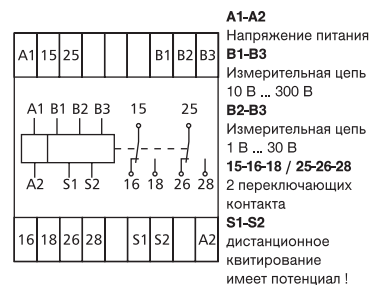 A1-A2
Напряжение питания
B1-B3
Измерительная цепь
10 В ... 300 В
B2-B3
Измерительная цепь
1 В ... 30 В
15-16-18 / 25-26-28
2 переключающих
контакта
S1-S2
дистанционное
квитирование
имеет потенциал !
A1 15 25 B1 B2 B3
A1 B1 B2 B3 15 25
A2 S1 S2 16 18 26 28
16 18 26 28 S1 S2 A2